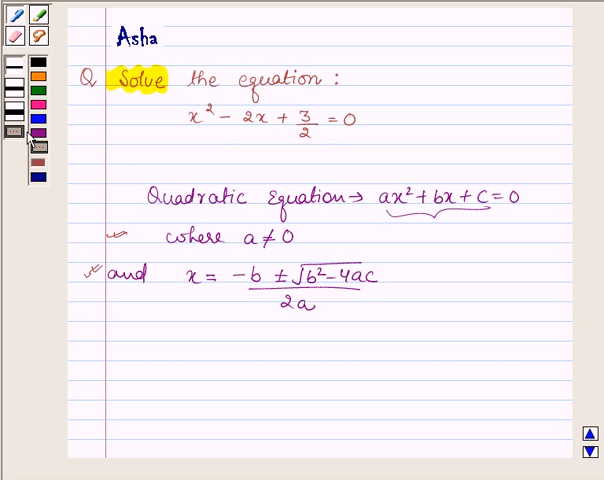 Asha
Q Solve the equation :
x² - 2x + 3/2 = 0
Quadratic Equation → ax² + bx + c = 0
where a ≠ 0
and x = -b ± √b² - 4ac / 2a